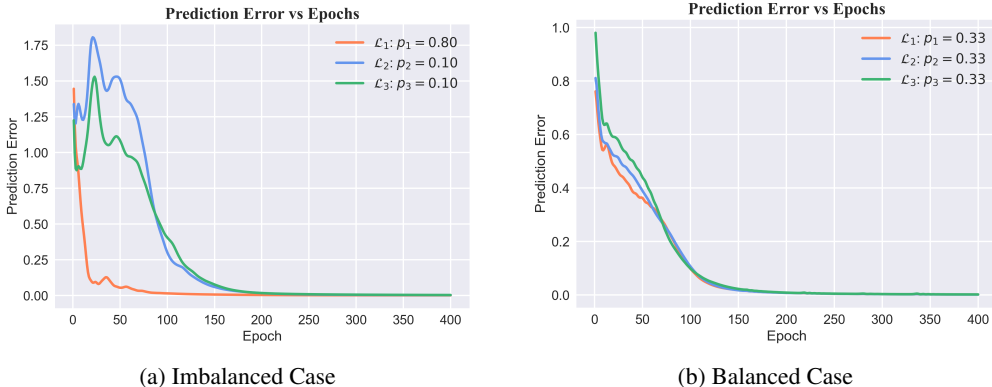 Prediction Error vs Epochs
1.75
1.50
1.25
1.00
0.75
0.50
0.25
0.00
Prediction Error
ℒ₁: p₁ = 0.80
ℒ₂: p₂ = 0.10
ℒ₃: p₃ = 0.10
0 50 100 150 200 250 300 350 400
Epoch
(a) Imbalanced Case
Prediction Error vs Epochs
1.0
0.8
0.6
0.4
0.2
0.0
Prediction Error
ℒ₁: p₁ = 0.33
ℒ₂: p₂ = 0.33
ℒ₃: p₃ = 0.33
0 50 100 150 200 250 300 350 400
Epoch
(b) Balanced Case